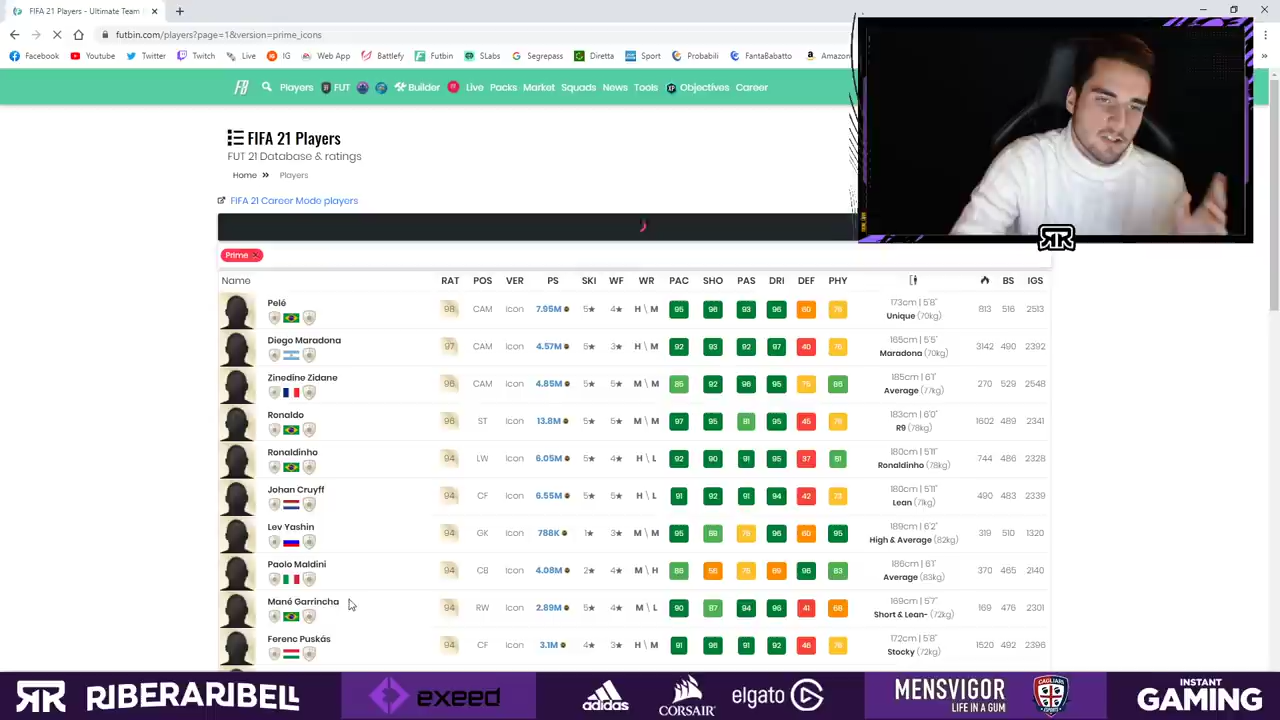 FIFA 21 Players - Ultimate Team
futbin.com/players?page=1&version=prime_icons
Facebook Youtube Twitter Twitch Live IG Web App Battlefy Futbin SLabs Segrepass Diretta Sport Probabili FantaBabatto Amazon
Players FUT Builder Live Packs Market Squads News Tools Objectives Career
FIFA 21 Players
FUT 21 Database & ratings
Home Players
FIFA 21 Career Mode players
Prime
Name RAT POS VER PS SKI WF WR PAC SHO PAS DRI DEF PHY BS IGS
Pelé 98 CAM Icon 7.95M 5★ 4★ H \ M 95 96 93 96 60 76 173cm | 5'8" Unique (70kg) 813 516 2513
Diego Maradona 97 CAM Icon 4.57M 5★ 3★ H \ M 92 93 92 97 40 76 165cm | 5'5" Maradona (70kg) 3142 490 2392
Zinedine Zidane 96 CAM Icon 4.85M 5★ 5★ M \ M 85 92 96 95 75 86 185cm | 6'1" Average (77kg) 270 529 2548
Ronaldo 96 ST Icon 13.8M 5★ 5★ M \ M 97 95 81 95 45 76 183cm | 6'0" R9 (78kg) 1602 489 2341
Ronaldinho 94 LW Icon 6.05M 5★ 4★ H \ L 92 90 91 95 37 81 180cm | 5'11" Ronaldinho (78kg) 744 486 2328
Johan Cruyff 94 CF Icon 6.55M 5★ 5★ H \ L 91 92 91 94 42 73 180cm | 5'11" Lean (71kg) 490 483 2339
Lev Yashin 94 GK Icon 788K 1★ 3★ M \ M 95 89 75 96 60 95 189cm | 6'2" High & Average (82kg) 319 510 1320
Paolo Maldini 94 CB Icon 4.08M 2★ 4★ M \ H 86 56 75 69 96 83 186cm | 6'1" Average (83kg) 370 465 2140
Mané Garrincha 94 RW Icon 2.89M 5★ 4★ M \ L 90 87 94 96 41 68 169cm | 5'7" Short & Lean- (72kg) 169 476 2301
Ferenc Puskás 94 CF Icon 3.1M 4★ 3★ H \ M 91 96 91 92 46 76 172cm | 5'8" Stocky (72kg) 1520 492 2396
RIBERARIBELL exeed adidas CORSAIR elgato MENSVIGOR LIFE IN A GUM CAGLIARI INSTANT GAMING